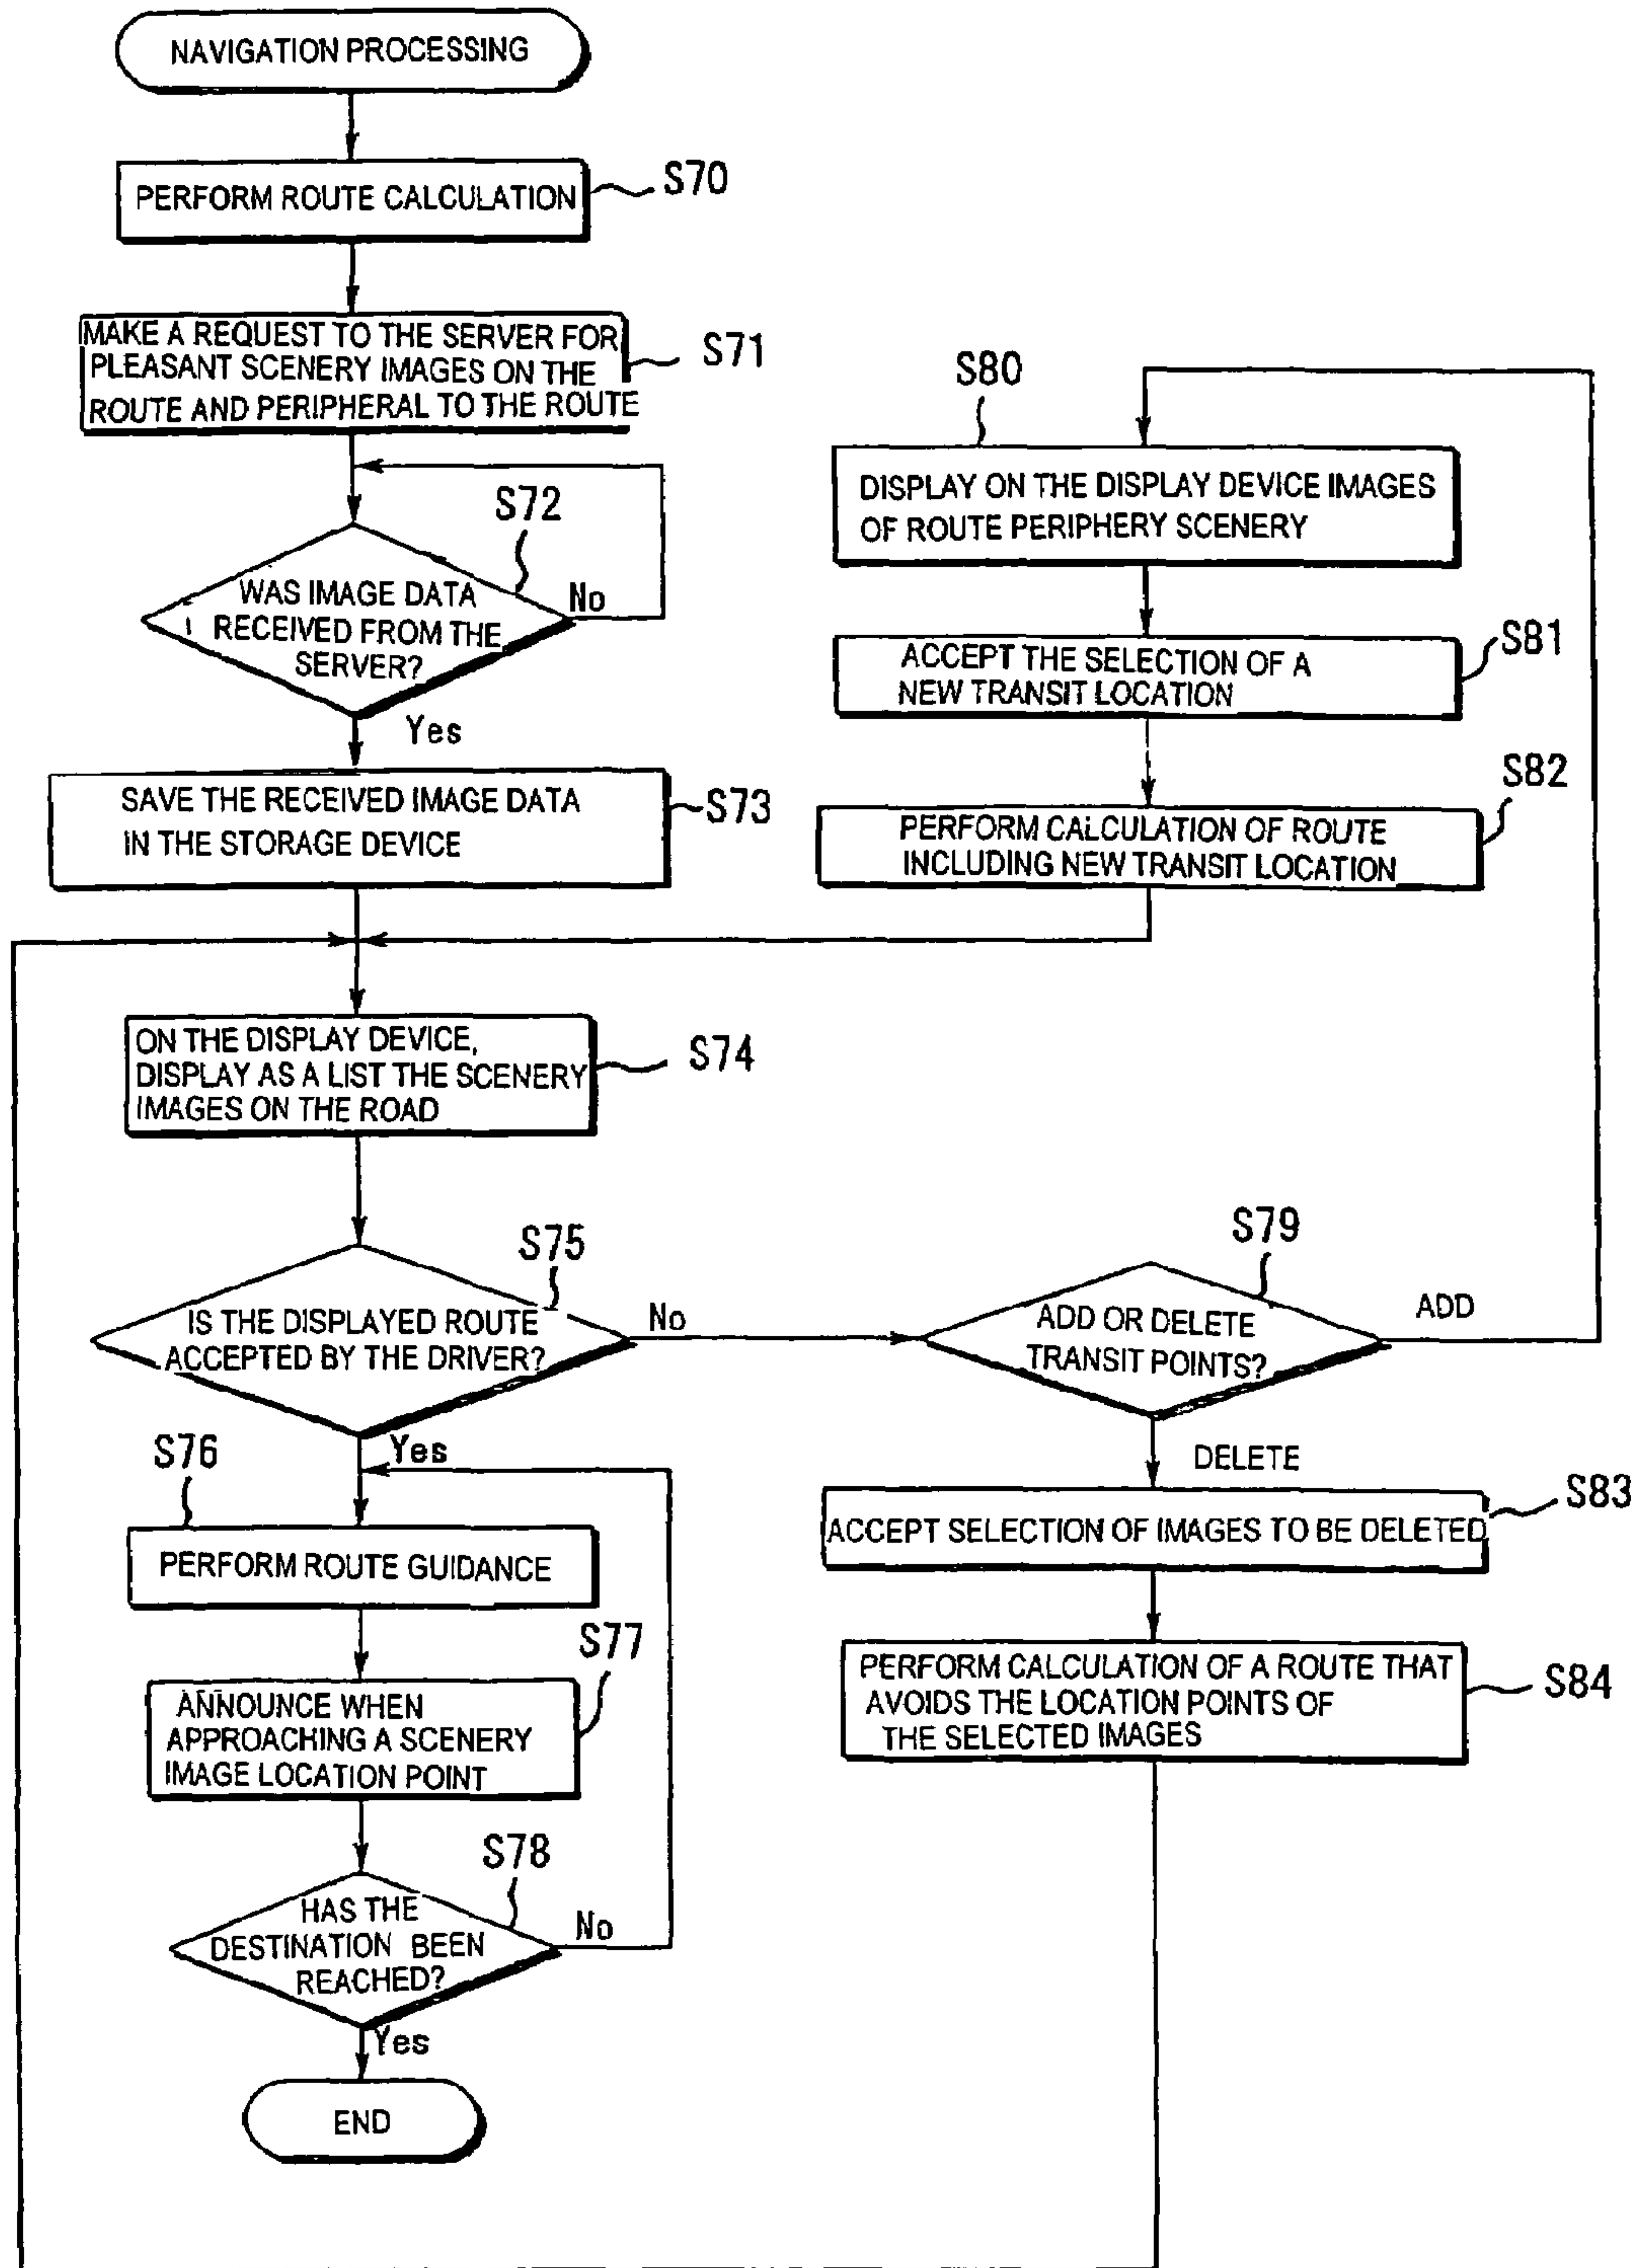 NAVIGATION PROCESSING
PERFORM ROUTE CALCULATION
S70
MAKE A REQUEST TO THE SERVER FOR
PLEASANT SCENERY IMAGES ON THE
ROUTE AND PERIPHERAL TO THE ROUTE
S71
S72
WAS IMAGE DATA
RECEIVED FROM THE
SERVER?
No
Yes
SAVE THE RECEIVED IMAGE DATA
IN THE STORAGE DEVICE
S73
ON THE DISPLAY DEVICE,
DISPLAY AS A LIST THE SCENERY
IMAGES ON THE ROAD
S74
S75
IS THE DISPLAYED ROUTE
ACCEPTED BY THE DRIVER?
No
Yes
S76
PERFORM ROUTE GUIDANCE
S77
ANNOUNCE WHEN
APPROACHING A SCENERY
IMAGE LOCATION POINT
S78
HAS THE
DESTINATION BEEN
REACHED?
No
Yes
END
S79
ADD OR DELETE
TRANSIT POINTS?
ADD
DELETE
S80
DISPLAY ON THE DISPLAY DEVICE IMAGES
OF ROUTE PERIPHERY SCENERY
S81
ACCEPT THE SELECTION OF A
NEW TRANSIT LOCATION
S82
PERFORM CALCULATION OF ROUTE
INCLUDING NEW TRANSIT LOCATION
S83
ACCEPT SELECTION OF IMAGES TO BE DELETED
PERFORM CALCULATION OF A ROUTE THAT
AVOIDS THE LOCATION POINTS OF
THE SELECTED IMAGES
S84